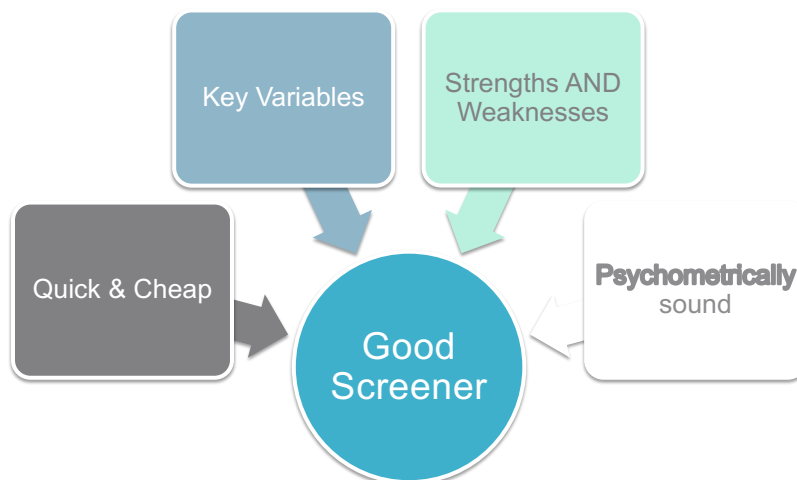 Key Variables
Strengths AND
Weaknesses
Quick & Cheap
Psychometrically
sound
Good
Screener